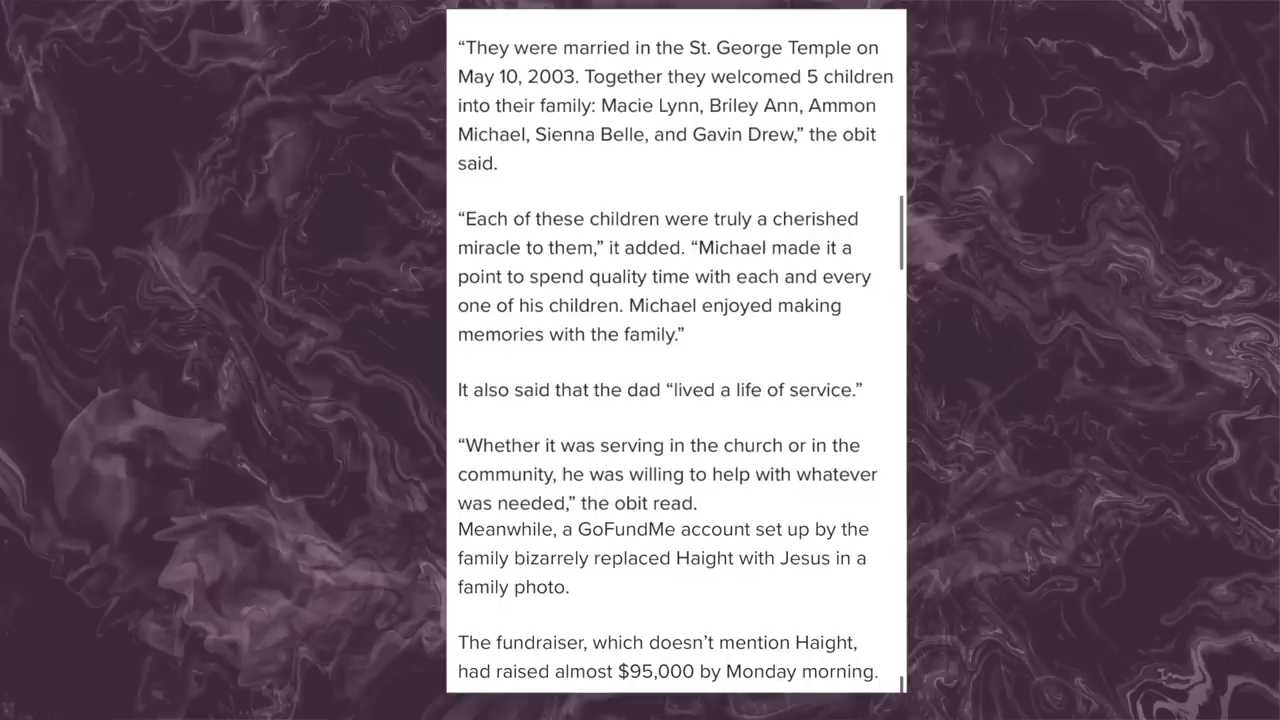 “They were married in the St. George Temple on
May 10, 2003. Together they welcomed 5 children
into their family: Macie Lynn, Briley Ann, Ammon
Michael, Sienna Belle, and Gavin Drew,” the obit
said.
“Each of these children were truly a cherished
miracle to them,” it added. “Michael made it a
point to spend quality time with each and every
one of his children. Michael enjoyed making
memories with the family.”
It also said that the dad “lived a life of service.”
“Whether it was serving in the church or in the
community, he was willing to help with whatever
was needed,” the obit read.
Meanwhile, a GoFundMe account set up by the
family bizarrely replaced Haight with Jesus in a
family photo.
The fundraiser, which doesn’t mention Haight,
had raised almost $95,000 by Monday morning.